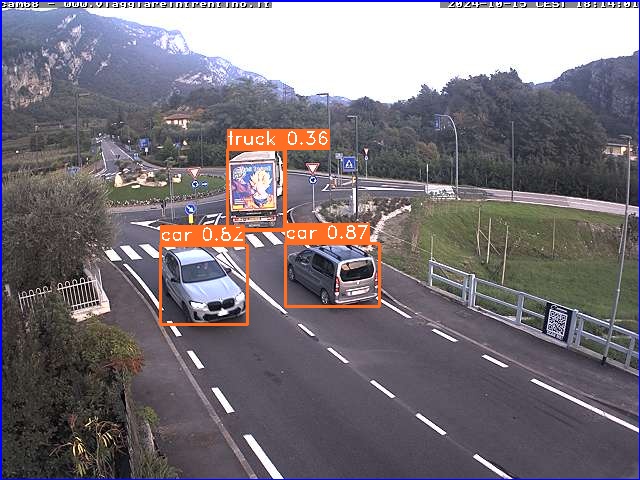 cam68 - www.viaggiareintrentino.it
2024-10-15 CEST 18:14:01
truck 0.36
car 0.82
car 0.87